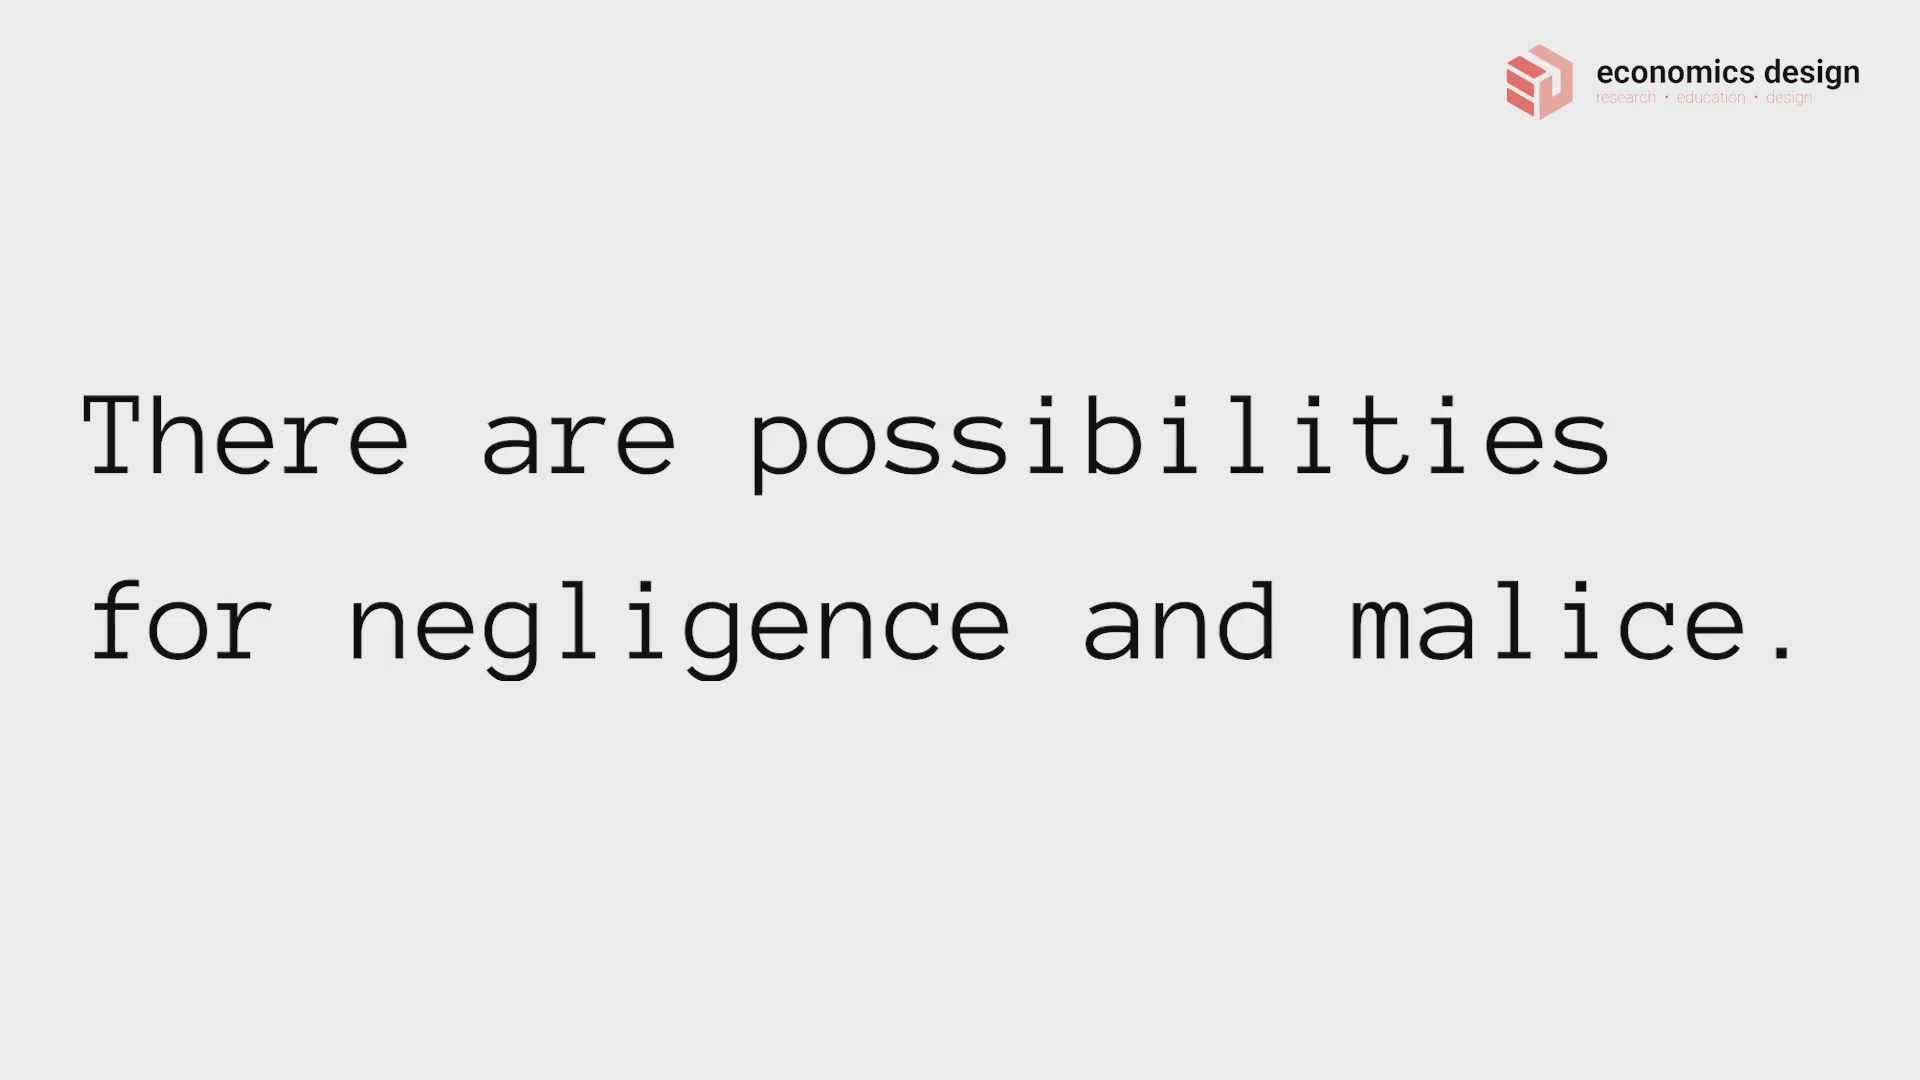 economics design
research • education • design
There are possibilities
for negligence and malice.